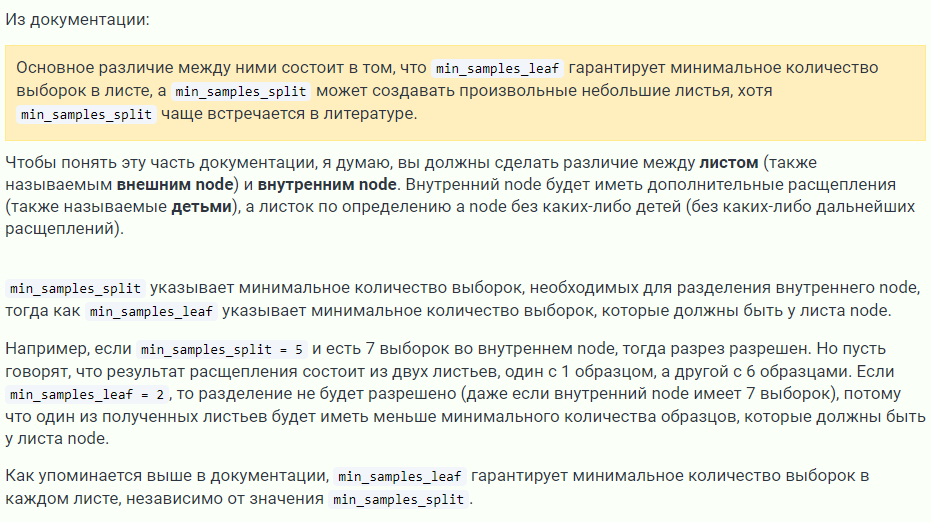 Из документации:
Основное различие между ними состоит в том, что min_samples_leaf гарантирует минимальное количество
выборок в листе, а min_samples_split может создавать произвольные небольшие листья, хотя
min_samples_split чаще встречается в литературе.
Чтобы понять эту часть документации, я думаю, вы должны сделать различие между листом (также
называемым внешним node) и внутренним node. Внутренний node будет иметь дополнительные расщепления
(также называемые детьми), а листок по определению a node без каких-либо детей (без каких-либо дальнейших
расщеплений).
min_samples_split указывает минимальное количество выборок, необходимых для разделения внутреннего node,
тогда как min_samples_leaf указывает минимальное количество выборок, которые должны быть у листа node.
Например, если min_samples_split = 5 и есть 7 выборок во внутреннем node, тогда разрез разрешен. Но пусть
говорят, что результат расщепления состоит из двух листьев, один с 1 образцом, а другой с 6 образцами. Если
min_samples_leaf = 2, то разделение не будет разрешено (даже если внутренний node имеет 7 выборок), потому
что один из полученных листьев будет иметь меньше минимального количества образцов, которые должны быть
у листа node.
Как упоминается выше в документации, min_samples_leaf гарантирует минимальное количество выборок в
каждом листе, независимо от значения min_samples_split.